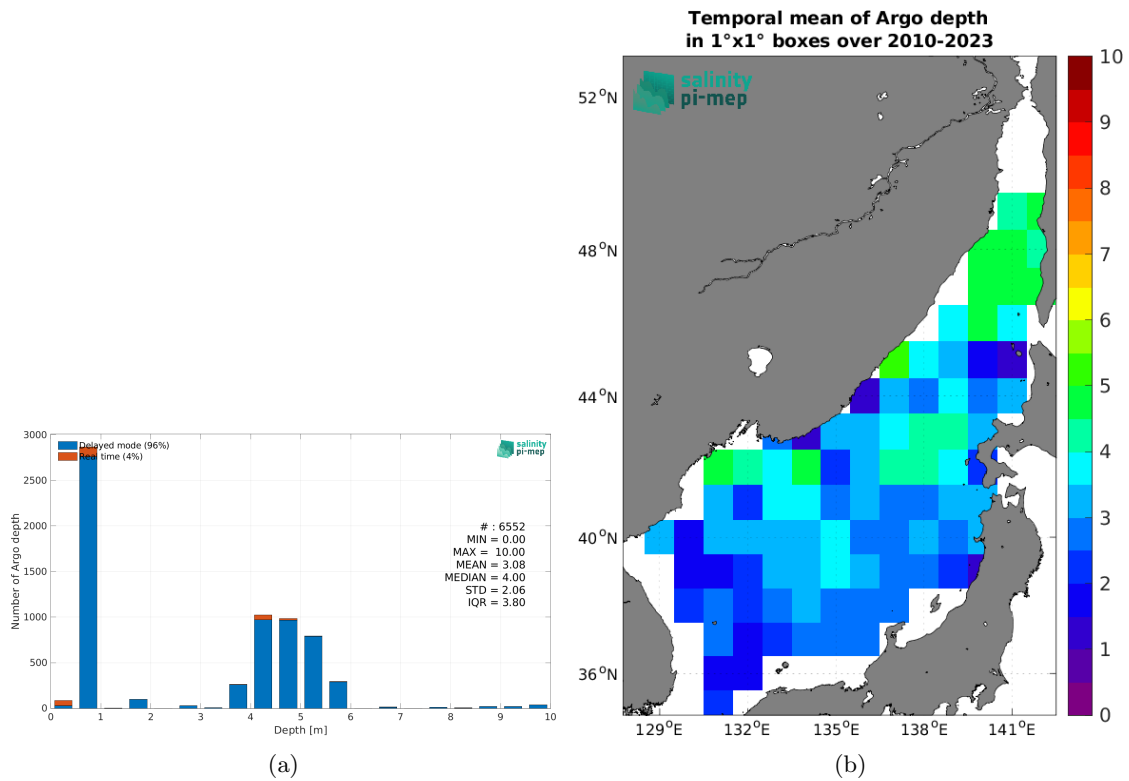 Temporal mean of Argo depth
in 1°x1° boxes over 2010-2023
salinity
pi-mep
52°N
48°N
44°N
40°N
36°N
129°E
132°E
135°E
138°E
141°E
10
9
8
7
6
5
4
3
2
1
0
3000
2500
2000
1500
1000
500
0
Number of Argo depth
Delayed mode (96%)
Real time (4%)
salinity
pi-mep
# : 6552
MIN = 0.00
MAX = 10.00
MEAN = 3.08
MEDIAN = 4.00
STD = 2.06
IQR = 3.80
0 1 2 3 4 5 6 7 8 9 10
Depth [m]
(a)
(b)